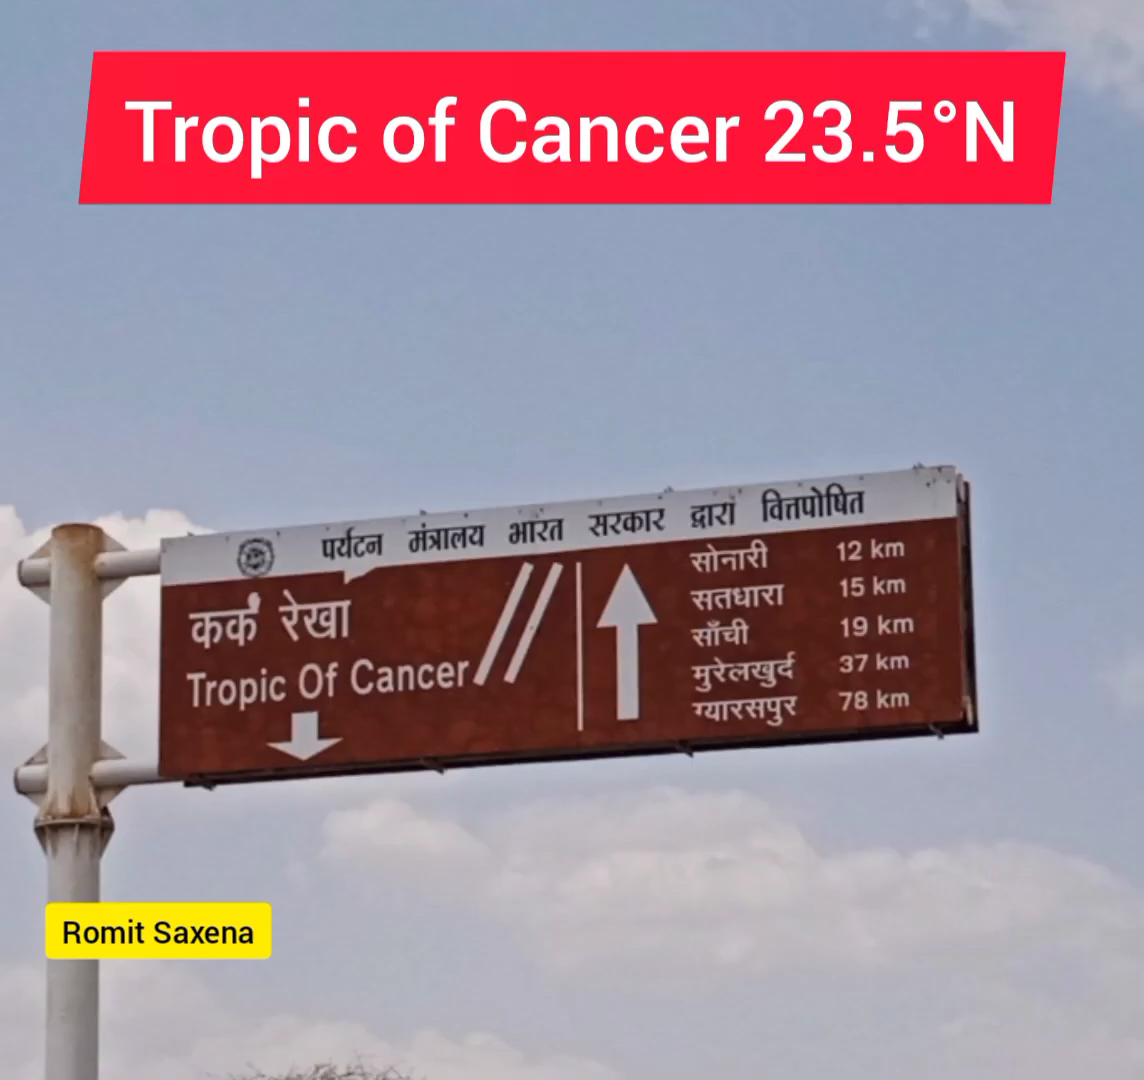 Tropic of Cancer 23.5°N
पर्यटन मंत्रालय भारत सरकार द्वारा वित्तपोषित
कर्क रेखा
Tropic Of Cancer
सोनारी 12 km
सतधारा 15 km
साँची 19 km
मुरेलखुर्द 37 km
ग्यारसपुर 78 km
Romit Saxena